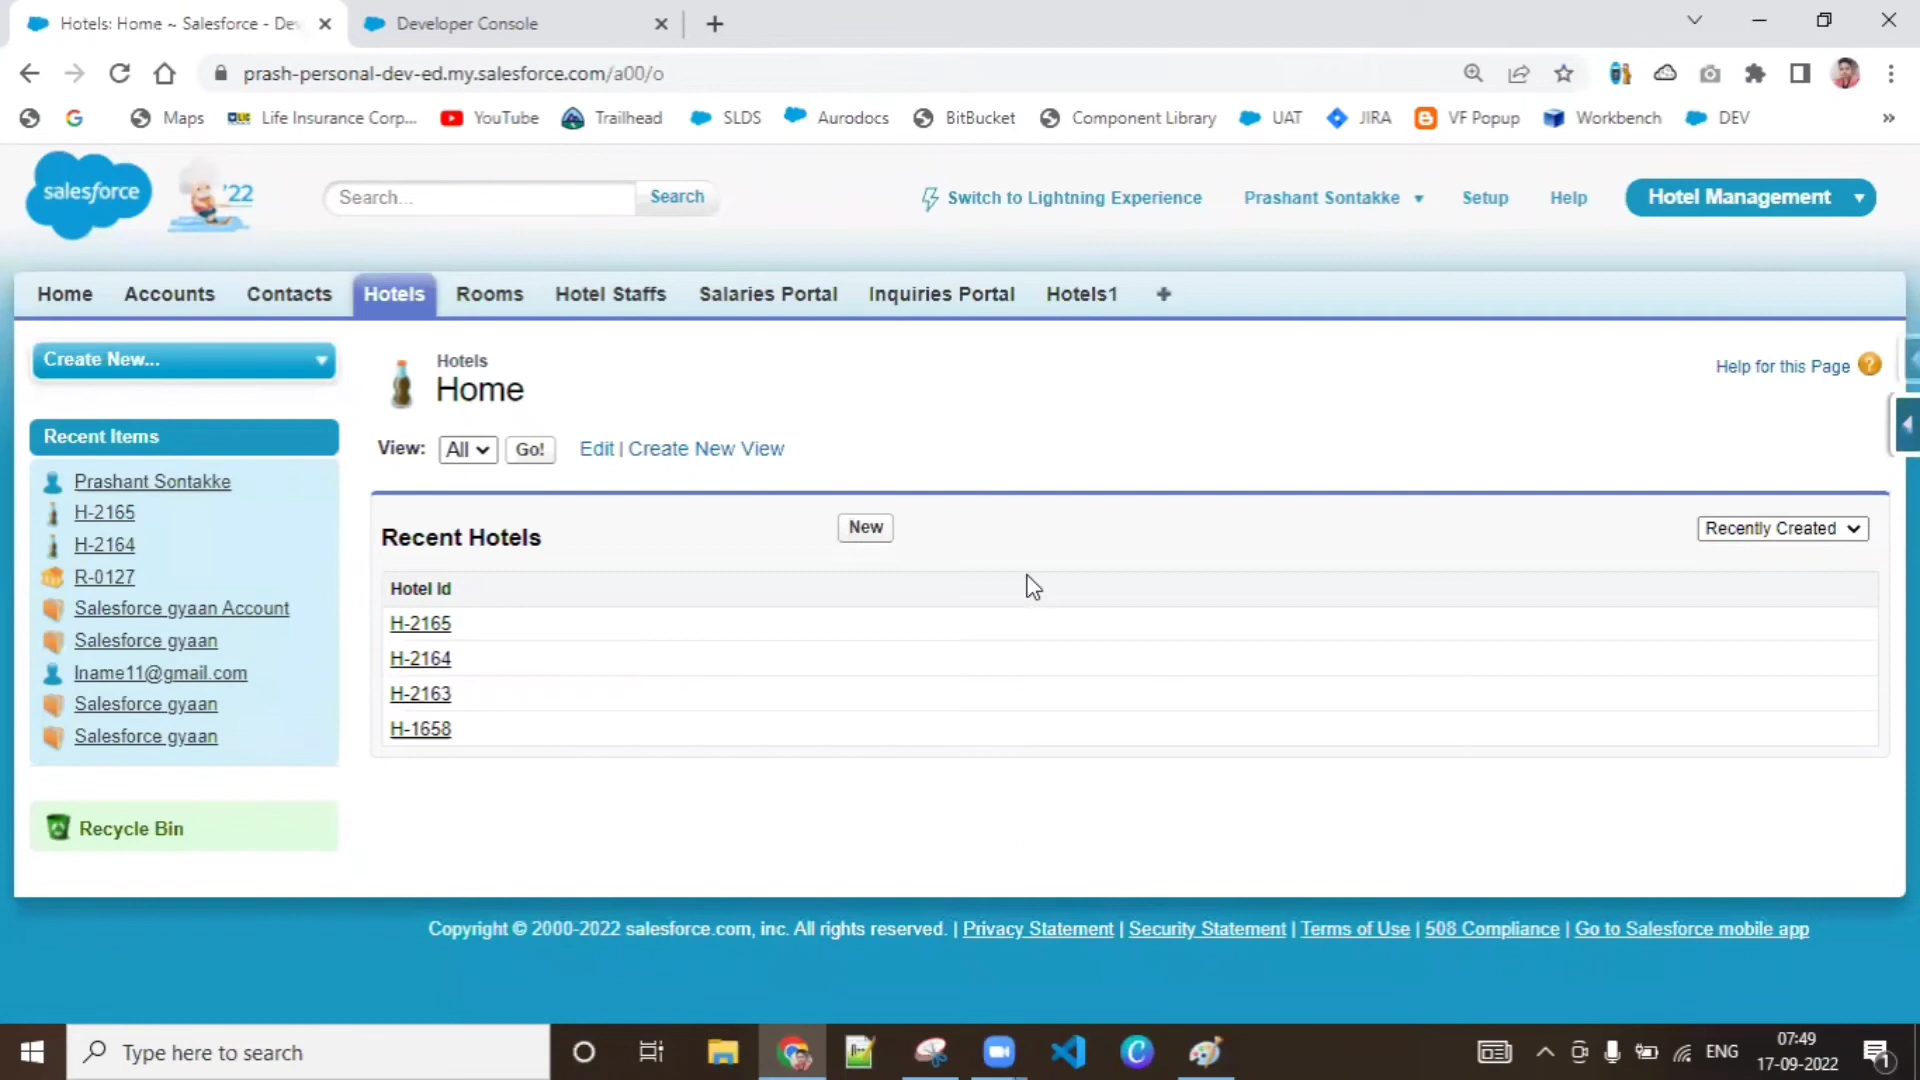 Hotels: Home ~ Salesforce - Dev
Developer Console
prash-personal-dev-ed.my.salesforce.com/a00/o
Maps
Life Insurance Corp...
YouTube
Trailhead
SLDS
Aurodocs
BitBucket
Component Library
UAT
JIRA
VF Popup
Workbench
DEV
»
salesforce
'22
Search...
Search
Switch to Lightning Experience
Prashant Sontakke
Setup
Help
Hotel Management
Home
Accounts
Contacts
Hotels
Rooms
Hotel Staffs
Salaries Portal
Inquiries Portal
Hotels1
+
Create New...
Recent Items
Prashant Sontakke
H-2165
H-2164
R-0127
Salesforce gyaan Account
Salesforce gyaan
lname11@gmail.com
Salesforce gyaan
Salesforce gyaan
Recycle Bin
Hotels
Home
Help for this Page ?
View: All Go! Edit | Create New View
Recent Hotels
New
Recently Created
Hotel Id
H-2165
H-2164
H-2163
H-1658
Copyright © 2000-2022 salesforce.com, inc. All rights reserved. | Privacy Statement | Security Statement | Terms of Use | 508 Compliance | Go to Salesforce mobile app
Type here to search
ENG
07:49
17-09-2022
1